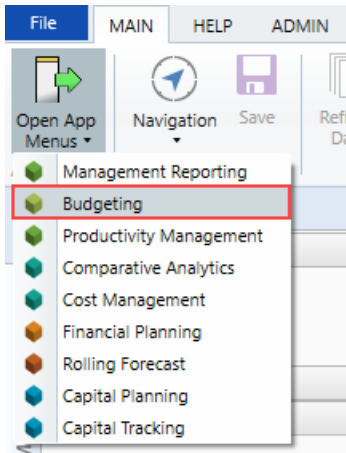 File MAIN HELP ADMIN
Open App Menus Navigation Save
Management Reporting
Budgeting
Productivity Management
Comparative Analytics
Cost Management
Financial Planning
Rolling Forecast
Capital Planning
Capital Tracking